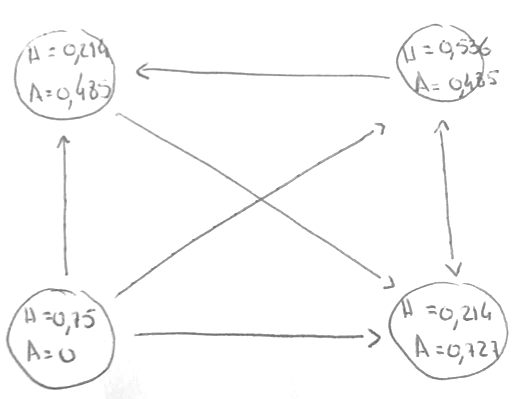 H = 0,214
A = 0,485
H = 0,536
A = 0,485
H = 0,75
A = 0
H = 0,214
A = 0,727